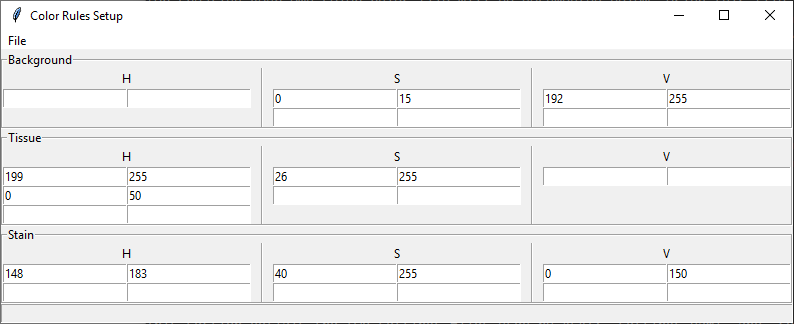 Color Rules Setup
File
Background
H S V
0 15 192 255
Tissue
H S V
199 255 26 255
0 50
Stain
H S V
148 183 40 255 0 150